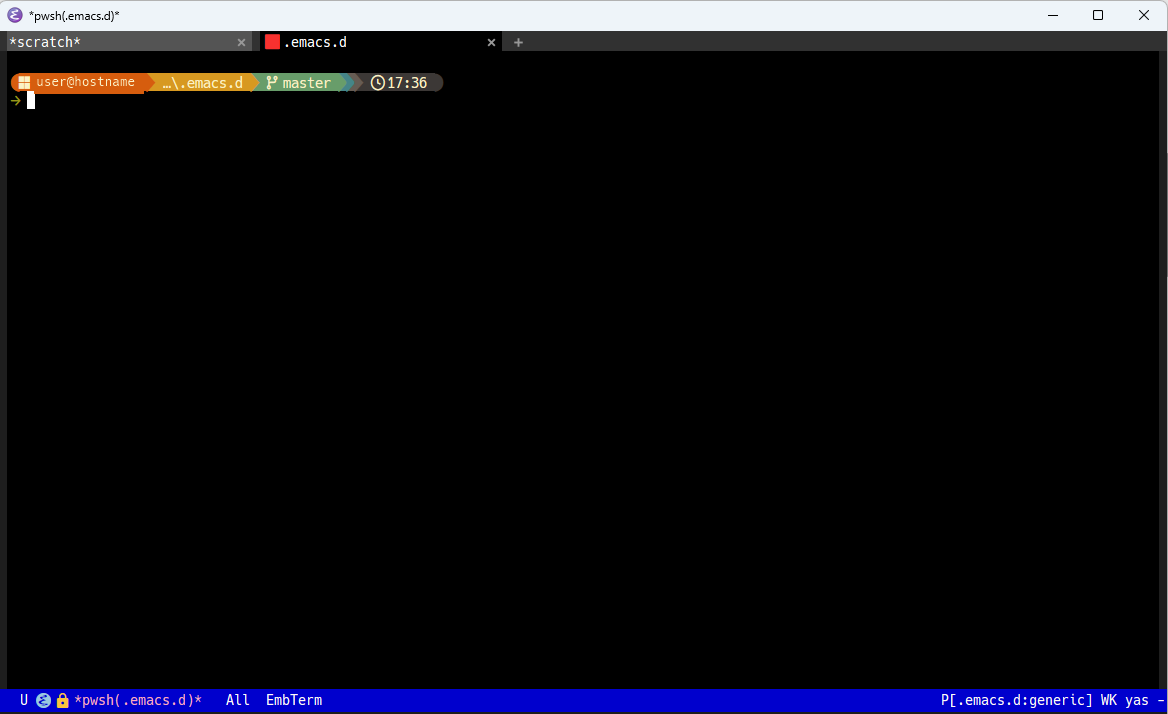 *pwsh(.emacs.d)*
*scratch* × .emacs.d × +
user@hostname …\.emacs.d master 17:36
→
U *pwsh(.emacs.d)* All EmbTerm P[.emacs.d:generic] WK yas -